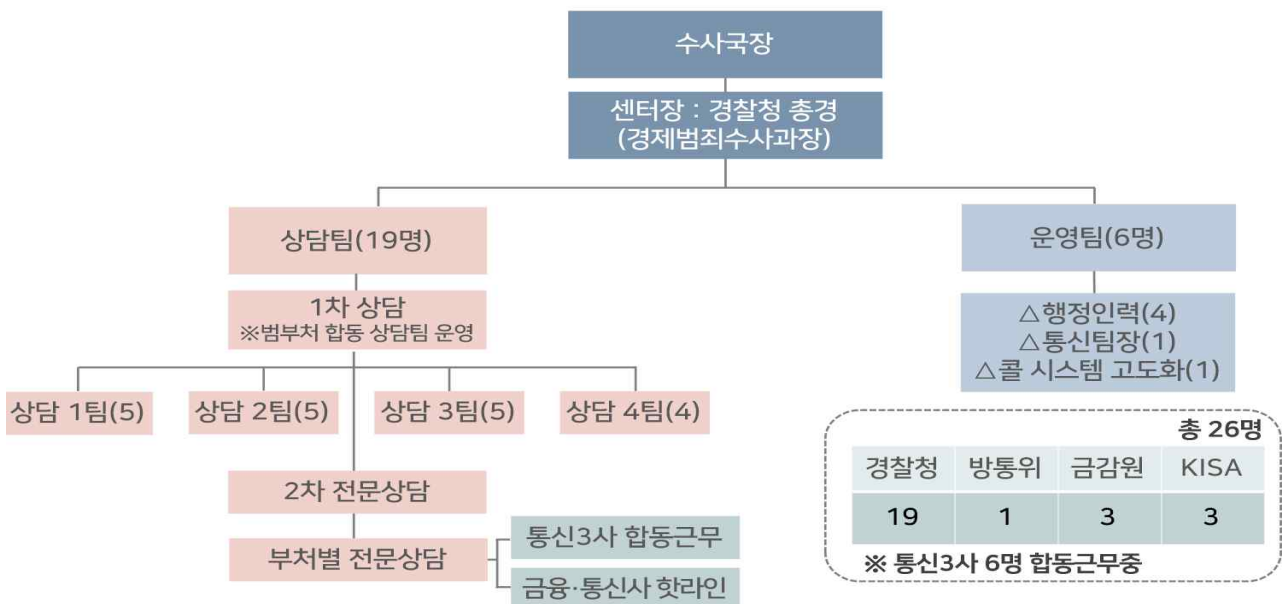 수사국장
센터장 : 경찰청 총경
(경제범죄수사과장)
상담팀(19명)
운영팀(6명)
1차 상담
※범부처 합동 상담팀 운영
△행정인력(4)
△통신팀장(1)
△콜 시스템 고도화(1)
상담 1팀(5)
상담 2팀(5)
상담 3팀(5)
상담 4팀(4)
2차 전문상담
부처별 전문상담
통신3사 합동근무
금융·통신사 핫라인
총 26명
경찰청 방통위 금감원 KISA
19 1 3 3
※ 통신3사 6명 합동근무중